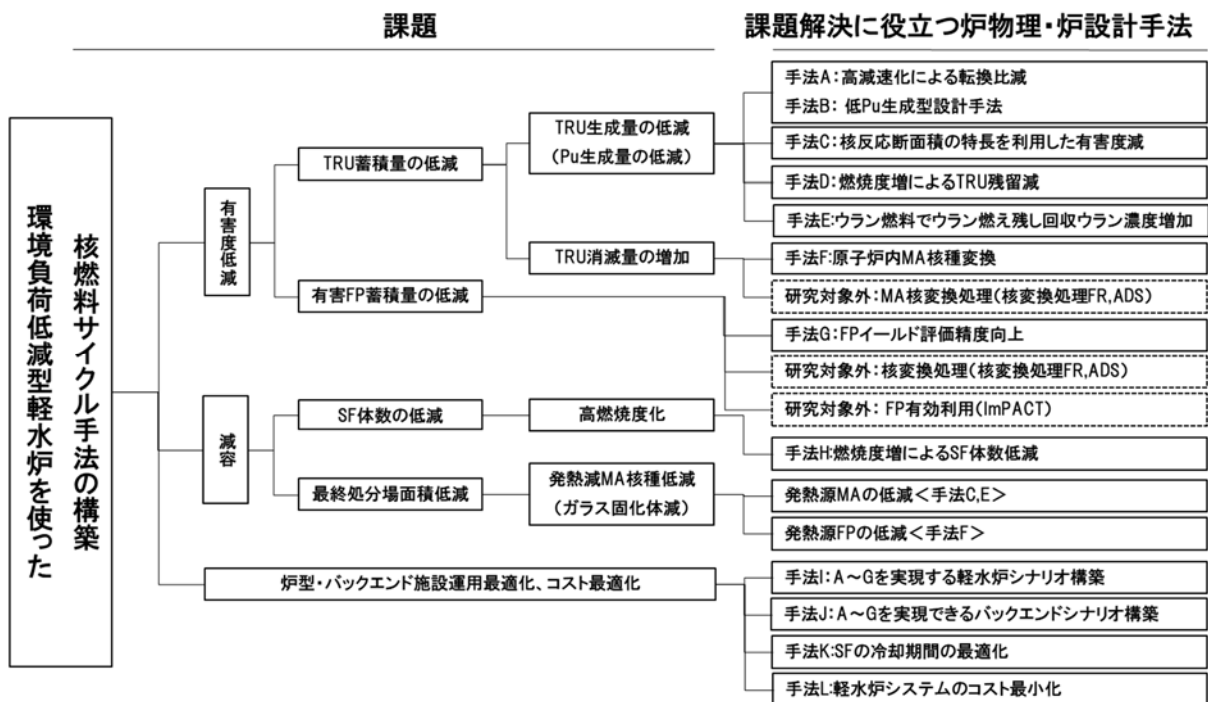 課題
課題解決に役立つ炉物理・炉設計手法
環境負荷低減型軽水炉を使った
核燃料サイクル手法の構築
有害度低減
TRU蓄積量の低減
TRU生成量の低減
(Pu生成量の低減)
手法A:高減速化による転換比減
手法B: 低Pu生成型設計手法
手法C:核反応断面積の特長を利用した有害度減
手法D:燃焼度増によるTRU残留減
手法E:ウラン燃料でウラン燃え残し回収ウラン濃度増加
TRU消滅量の増加
手法F:原子炉内MA核種変換
研究対象外:MA核変換処理(核変換処理FR,ADS)
有害FP蓄積量の低減
手法G:FPイールド評価精度向上
研究対象外:核変換処理(核変換処理FR,ADS)
研究対象外: FP有効利用(ImPACT)
減容
SF体数の低減
高燃焼度化
手法H:燃焼度増によるSF体数低減
最終処分場面積低減
発熱減MA核種低減
(ガラス固化体減)
発熱源MAの低減<手法C,E>
発熱源FPの低減<手法F>
炉型・バックエンド施設運用最適化、コスト最適化
手法I:A~Gを実現する軽水炉シナリオ構築
手法J:A~Gを実現できるバックエンドシナリオ構築
手法K:SFの冷却期間の最適化
手法L:軽水炉システムのコスト最小化